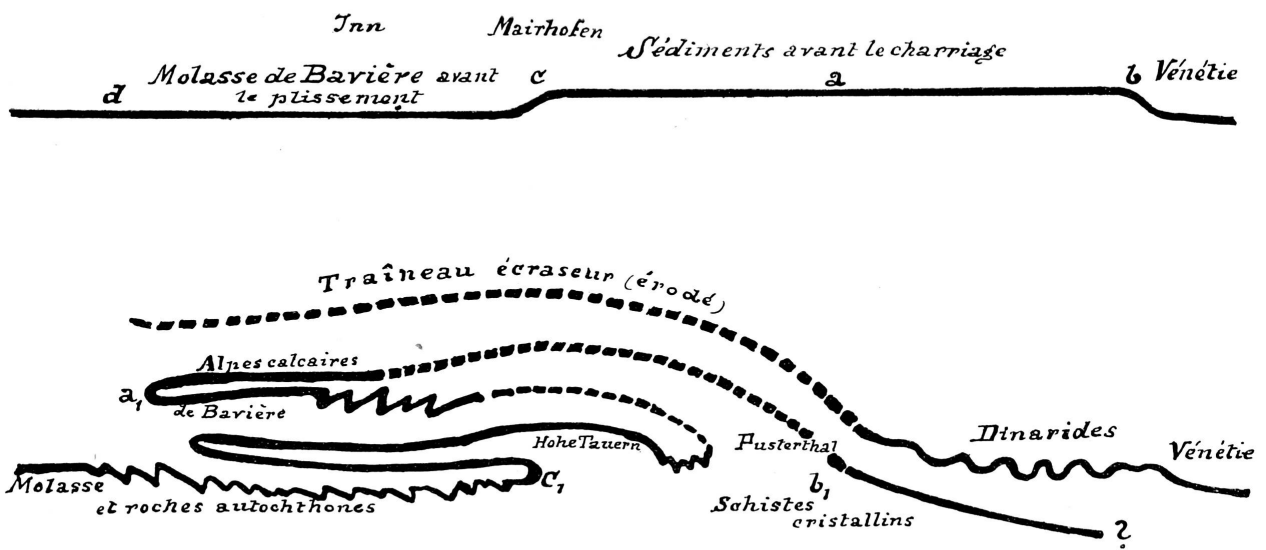 Inn
Mairhofen
Sédiments avant le charriage
Molasse de Bavière avant
le plissement
d
c
a
b Vénétie
Traîneau écraseur (érodé)
Alpes calcaires
a1
de Bavière
Hohe Tauern
Pusterthal
Dinarides
Vénétie
Molasse
et roches autochthones
C1
b1
Schistes
cristallins
?